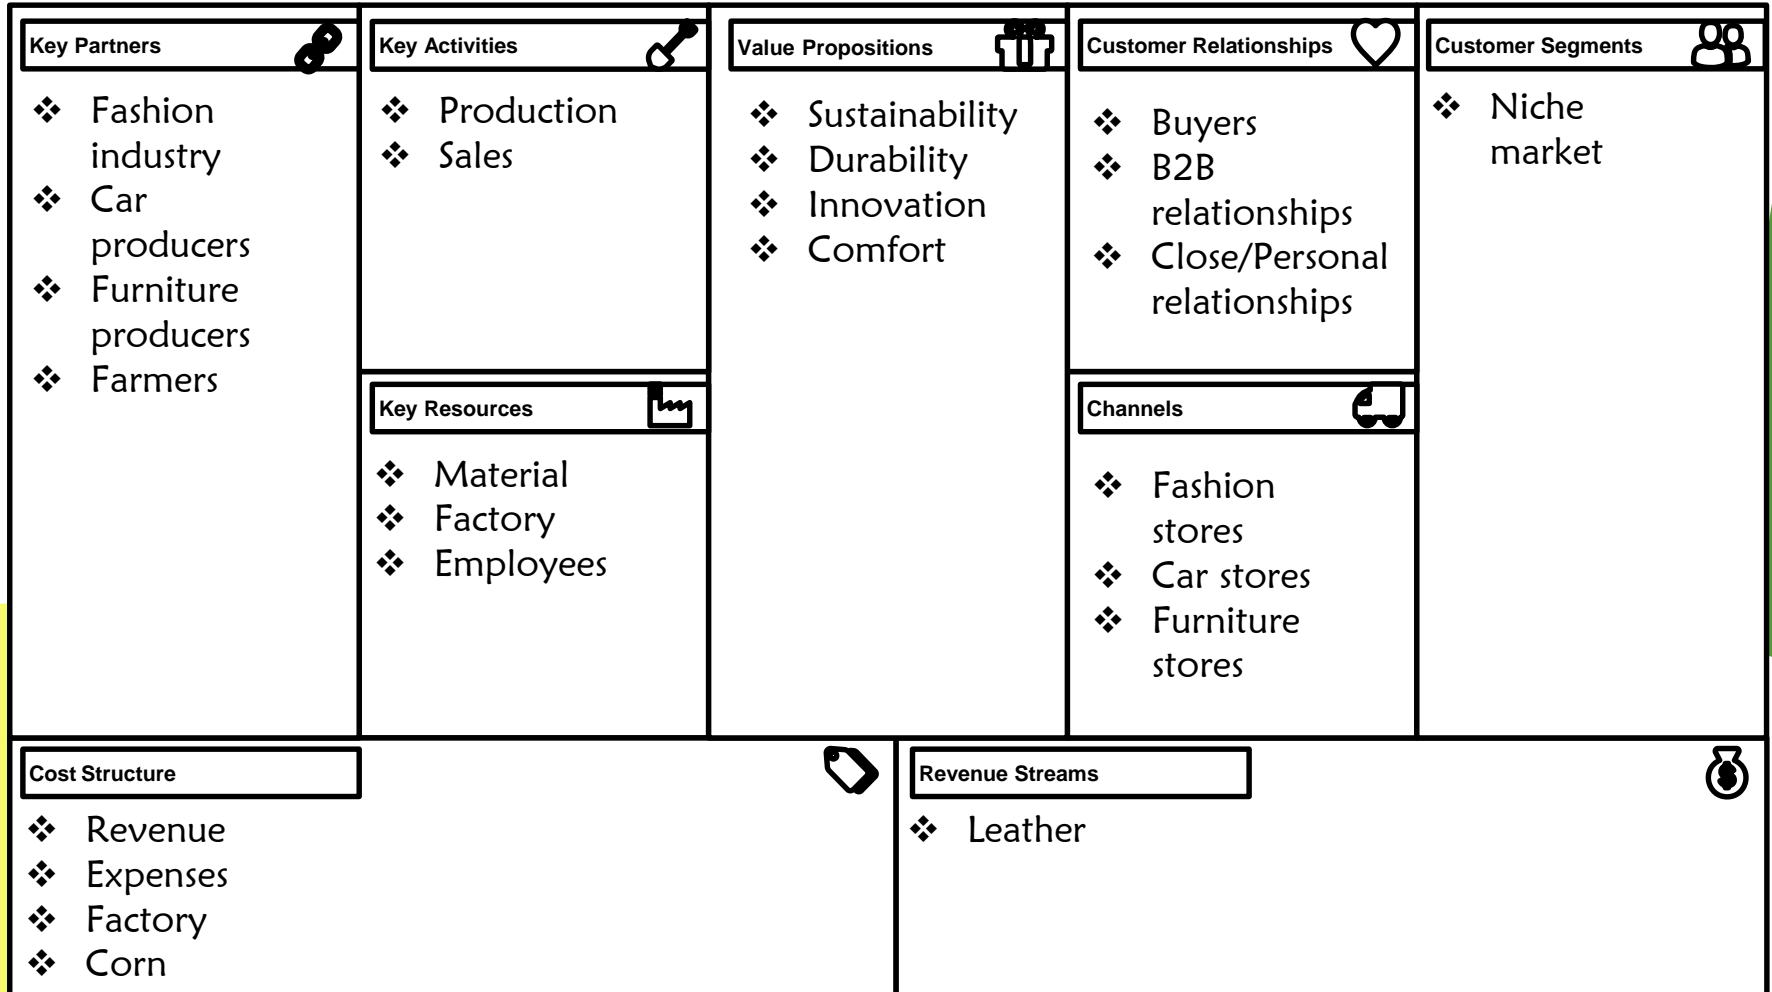 Key Partners
❖ Fashion
industry
❖ Car
producers
❖ Furniture
producers
❖ Farmers
Key Activities
❖ Production
❖ Sales
Key Resources
❖ Material
❖ Factory
❖ Employees
Value Propositions
❖ Sustainability
❖ Durability
❖ Innovation
❖ Comfort
Customer Relationships
❖ Buyers
❖ B2B
relationships
❖ Close/Personal
relationships
Channels
❖ Fashion
stores
❖ Car stores
❖ Furniture
stores
Customer Segments
❖ Niche
market
Cost Structure
❖ Revenue
❖ Expenses
❖ Factory
❖ Corn
Revenue Streams
$
❖ Leather